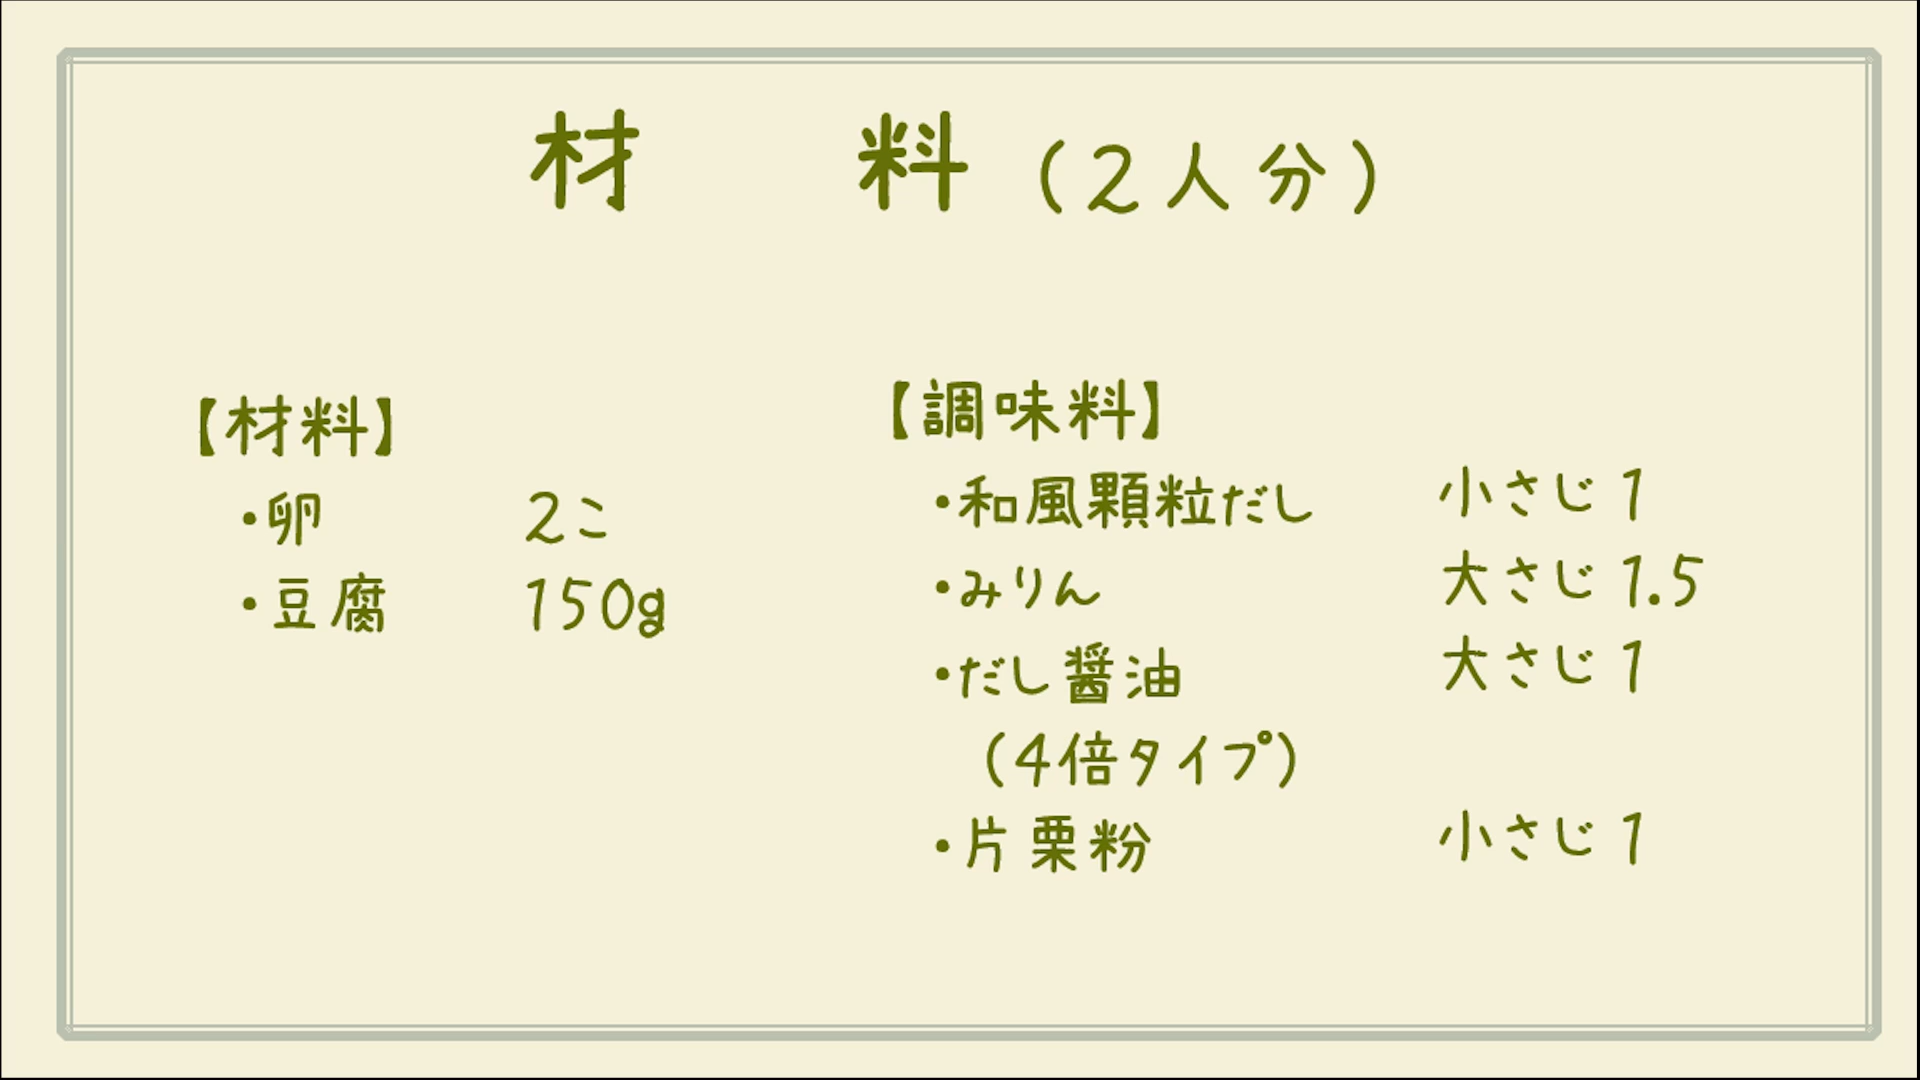 材　料（2人分）
【材料】
・卵　2こ
・豆腐　150g
【調味料】
・和風顆粒だし　小さじ1
・みりん　大さじ1.5
・だし醤油　大さじ1
（4倍タイプ）
・片栗粉　小さじ1